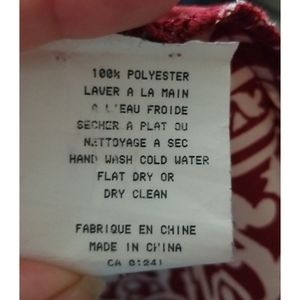 100% POLYESTER
LAVER A LA MAIN
A L'EAU FROIDE
SECHER A PLAT OU
NETTOYAGE A SEC
HAND WASH COLD WATER
FLAT DRY OR
DRY CLEAN
FABRIQUE EN CHINE
MADE IN CHINA
CA 01241